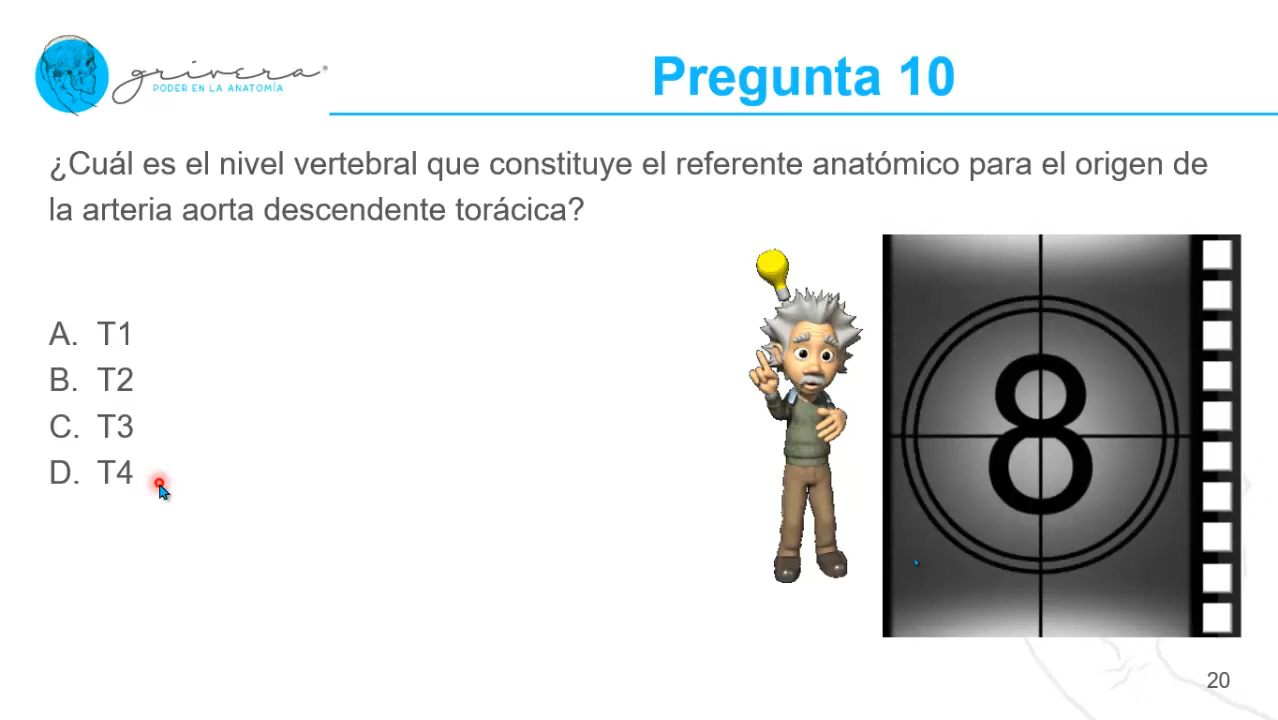 grivera®
PODER EN LA ANATOMÍA
Pregunta 10
¿Cuál es el nivel vertebral que constituye el referente anatómico para el origen de
la arteria aorta descendente torácica?
A. T1
B. T2
C. T3
D. T4
8
20